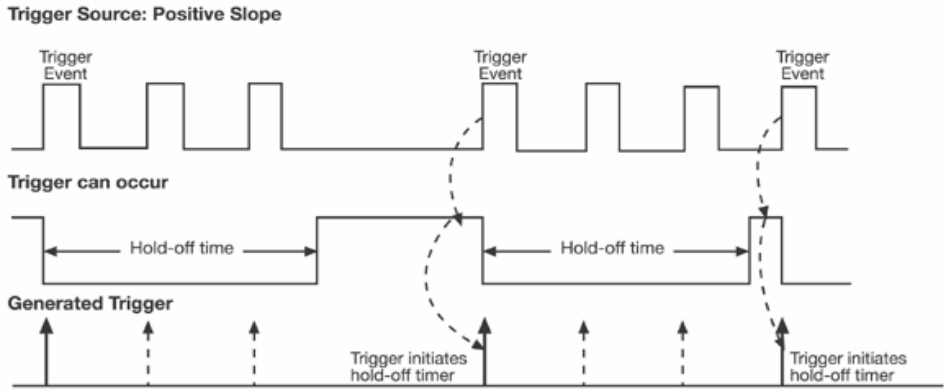 Trigger Source: Positive Slope
Trigger
Event
Trigger
Event
Trigger
Event
Trigger can occur
Hold-off time
Hold-off time
Generated Trigger
Trigger initiates
hold-off timer
Trigger initiates
hold-off timer